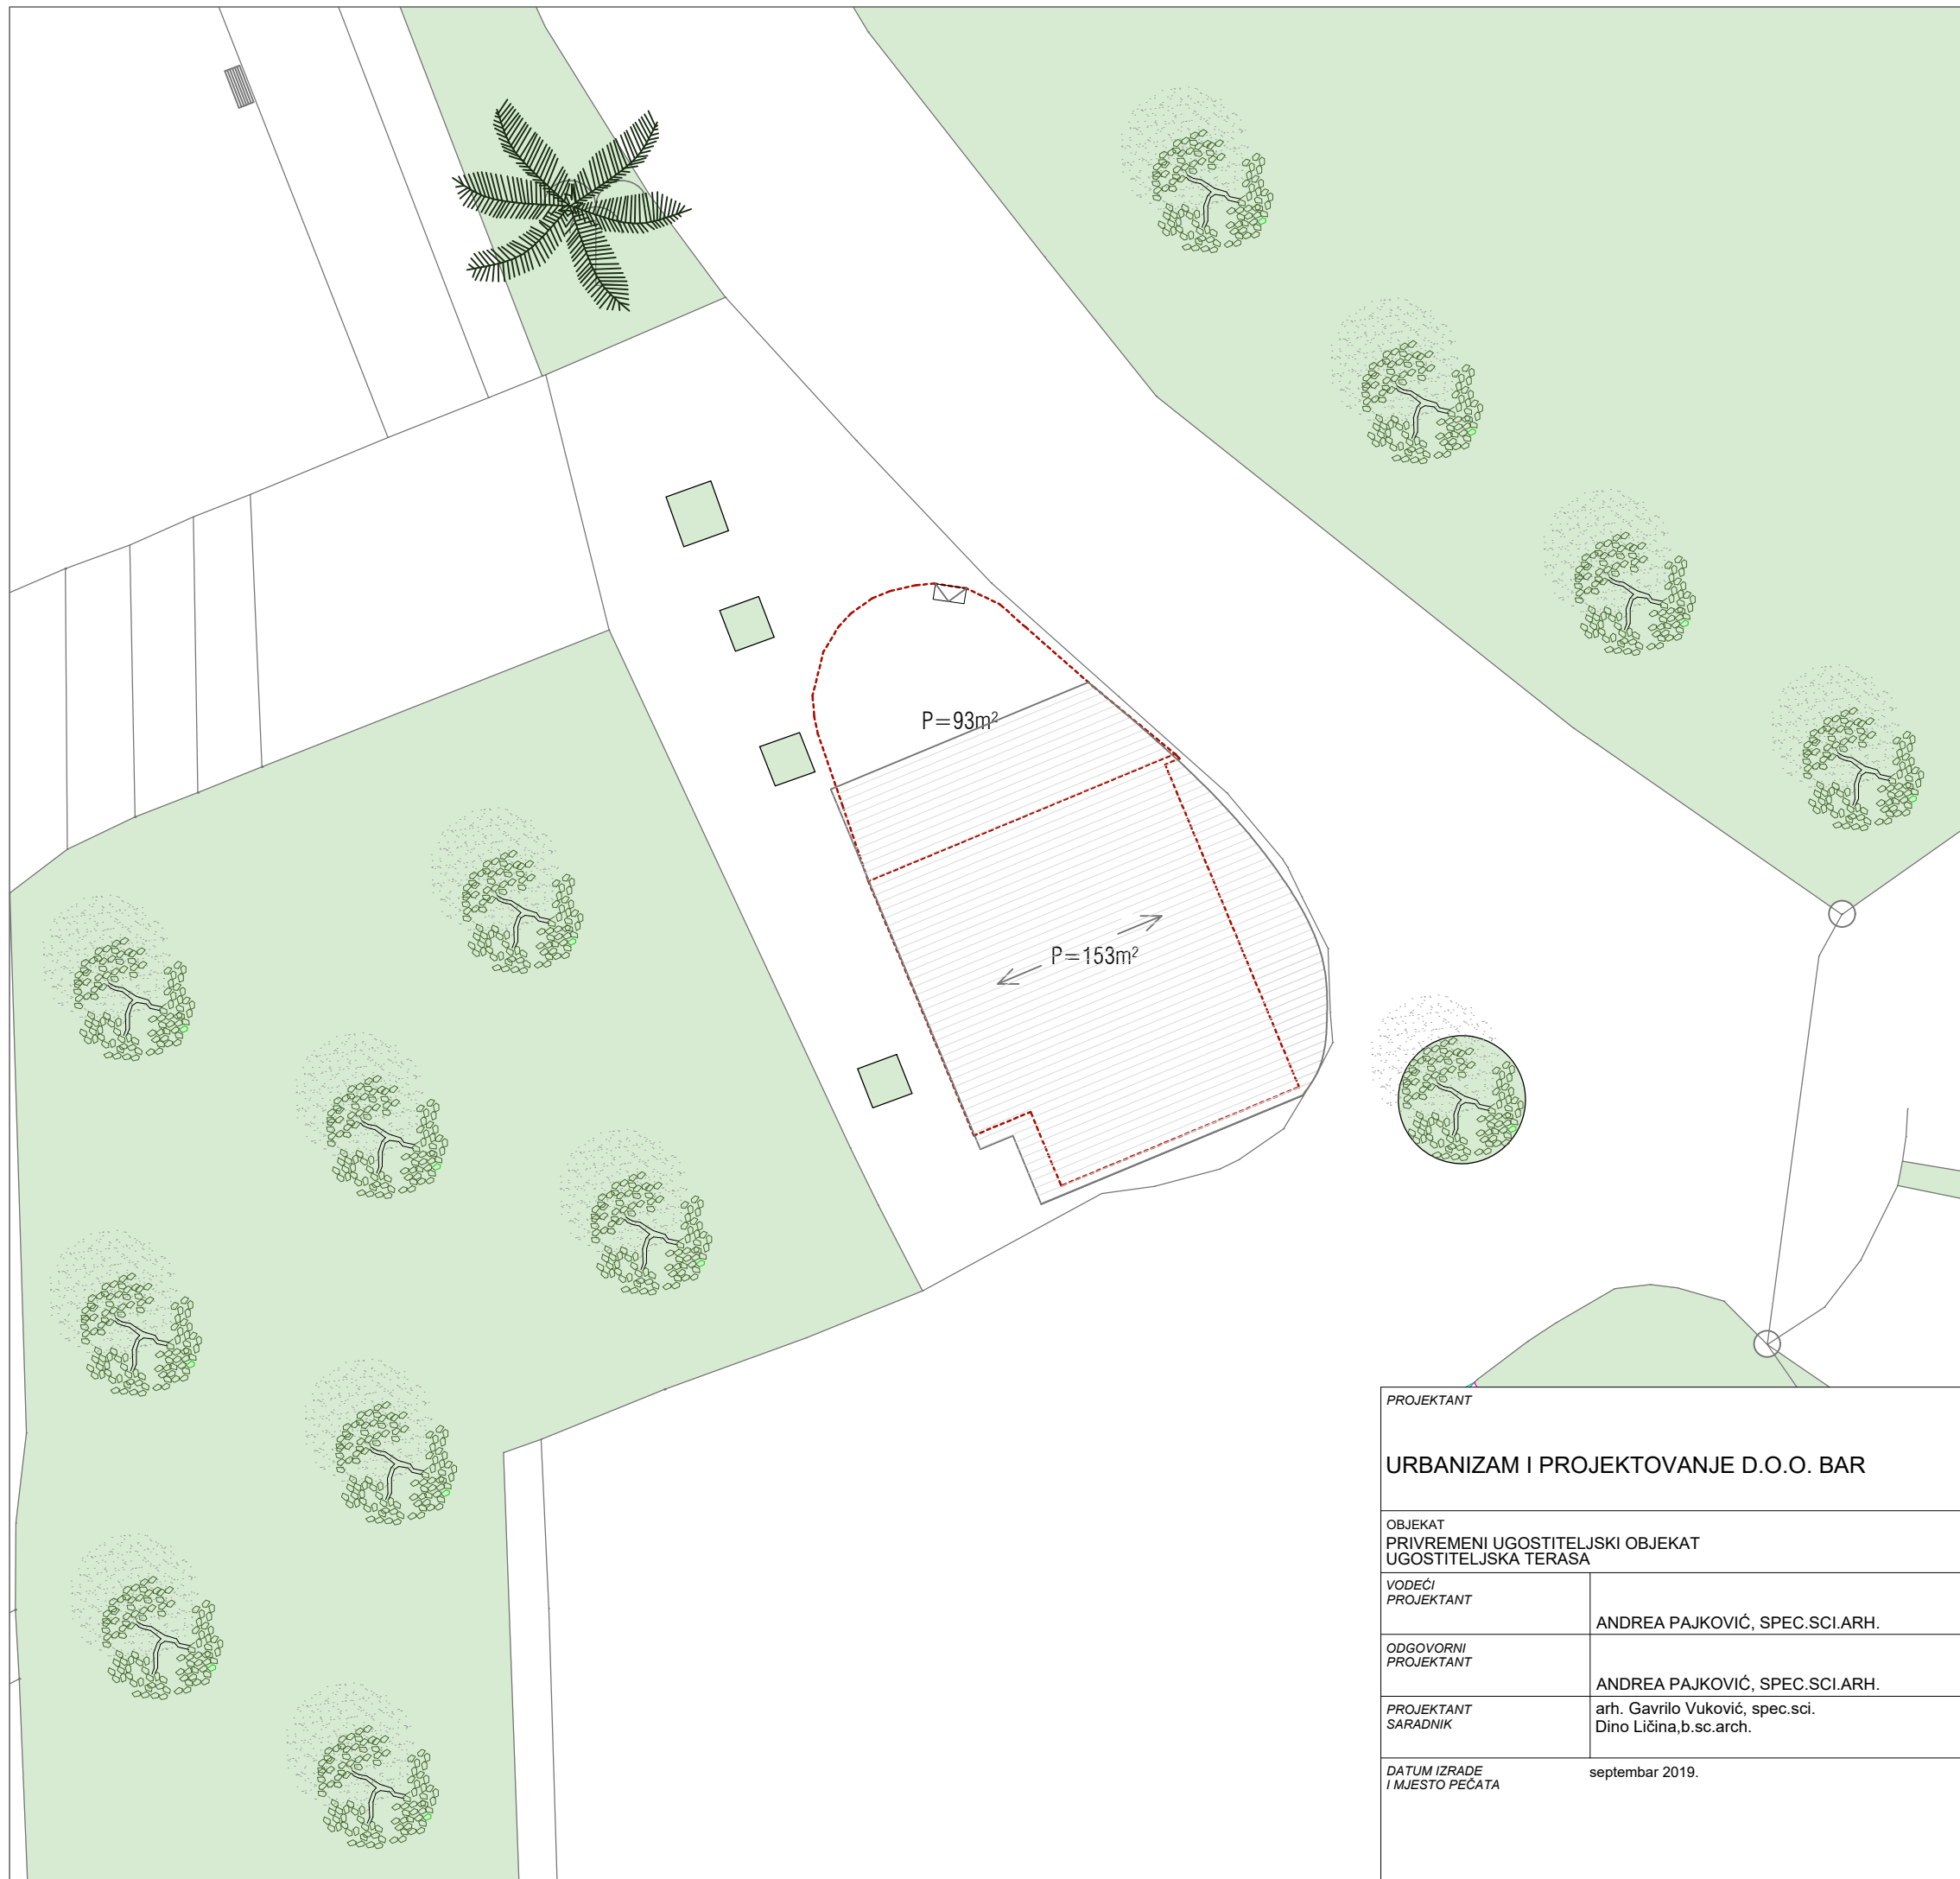 P=93m²
P=153m²
PROJEKTANT
URBANIZAM I PROJEKTOVANJE D.O.O. BAR
OBJEKAT
PRIVREMENI UGOSTITELJSKI OBJEKAT
UGOSTITELJSKA TERASA
VODEĆI
PROJEKTANT
ANDREA PAJKOVIĆ, SPEC.SCI.ARH.
ODGOVORNI
PROJEKTANT
ANDREA PAJKOVIĆ, SPEC.SCI.ARH.
PROJEKTANT
SARADNIK
arh. Gavrilo Vuković, spec.sci.
Dino Ličina,b.sc.arch.
DATUM IZRADE
I MJESTO PEČATA
septembar 2019.